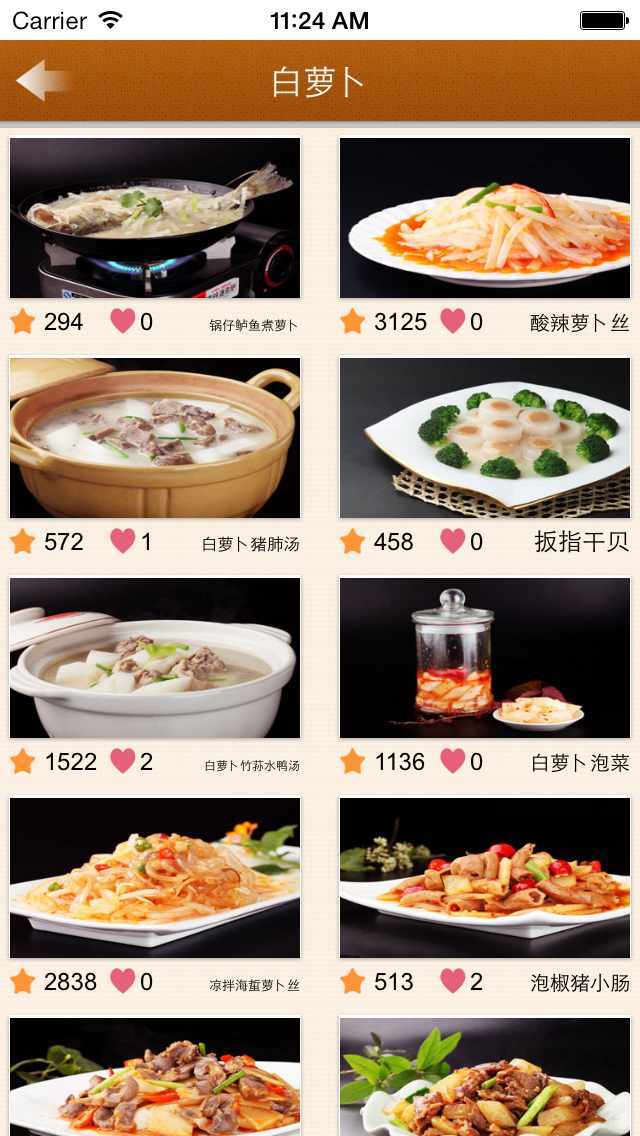 Carrier 11:24 AM
白萝卜
294 0 锅仔鲈鱼煮萝卜
3125 0 酸辣萝卜丝
572 1 白萝卜猪肺汤
458 0 扳指干贝
1522 2 白萝卜竹荪水鸭汤
1136 0 白萝卜泡菜
2838 0 凉拌海蜇萝卜丝
513 2 泡椒猪小肠